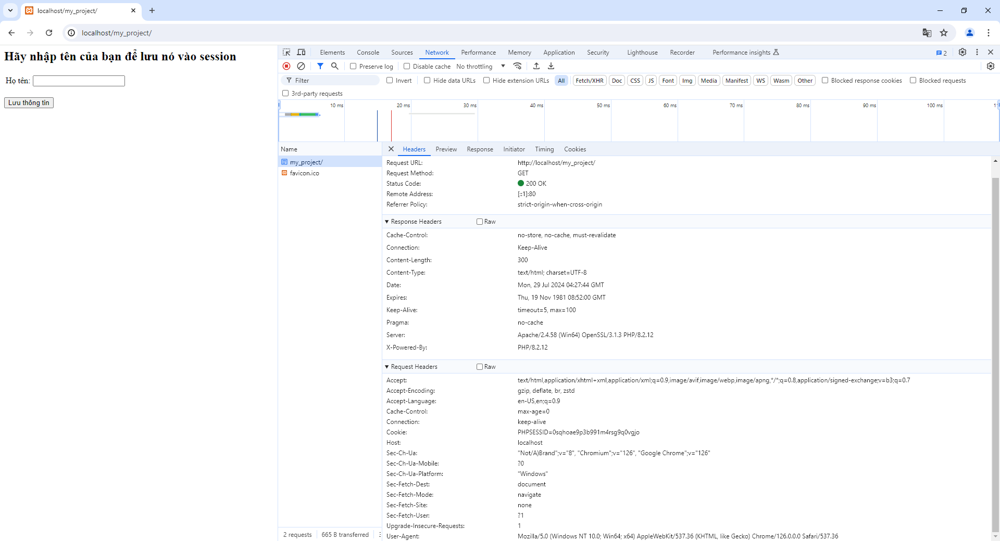 localhost/my_project/
localhost/my_project/
Hãy nhập tên của bạn để lưu nó vào session
Họ tên:
Lưu thông tin
Elements Console Sources Network Performance Memory Application Security Lighthouse Recorder Performance insights 2
Preserve log Disable cache No throttling
Filter Invert Hide data URLs Hide extension URLs All Fetch/XHR Doc CSS JS Font Img Media Manifest WS Wasm Other Blocked response cookies Blocked requests
3rd-party requests
10 ms 20 ms 30 ms 40 ms 50 ms 60 ms 70 ms 80 ms 90 ms 100 ms
Name
my_project/
favicon.ico
Headers Preview Response Initiator Timing Cookies
Request URL: http://localhost/my_project/
Request Method: GET
Status Code: 200 OK
Remote Address: [::1]:80
Referrer Policy: strict-origin-when-cross-origin
Response Headers Raw
Cache-Control: no-store, no-cache, must-revalidate
Connection: Keep-Alive
Content-Length: 300
Content-Type: text/html; charset=UTF-8
Date: Mon, 29 Jul 2024 04:27:44 GMT
Expires: Thu, 19 Nov 1981 08:52:00 GMT
Keep-Alive: timeout=5, max=100
Pragma: no-cache
Server: Apache/2.4.58 (Win64) OpenSSL/3.1.3 PHP/8.2.12
X-Powered-By: PHP/8.2.12
Request Headers Raw
Accept: text/html,application/xhtml+xml,application/xml;q=0.9,image/avif,image/webp,image/apng,*/*;q=0.8,application/signed-exchange;v=b3;q=0.7
Accept-Encoding: gzip, deflate, br, zstd
Accept-Language: en-US,en;q=0.9
Cache-Control: max-age=0
Connection: keep-alive
Cookie: PHPSESSID=0sqhoae9p3b991m4rsg9q0vgjo
Host: localhost
Sec-Ch-Ua: "Not/A)Brand";v="8", "Chromium";v="126", "Google Chrome";v="126"
Sec-Ch-Ua-Mobile: ?0
Sec-Ch-Ua-Platform: "Windows"
Sec-Fetch-Dest: document
Sec-Fetch-Mode: navigate
Sec-Fetch-Site: none
Sec-Fetch-User: ?1
Upgrade-Insecure-Requests: 1
User-Agent: Mozilla/5.0 (Windows NT 10.0; Win64; x64) AppleWebKit/537.36 (KHTML, like Gecko) Chrome/126.0.0.0 Safari/537.36
2 requests 665 B transferred